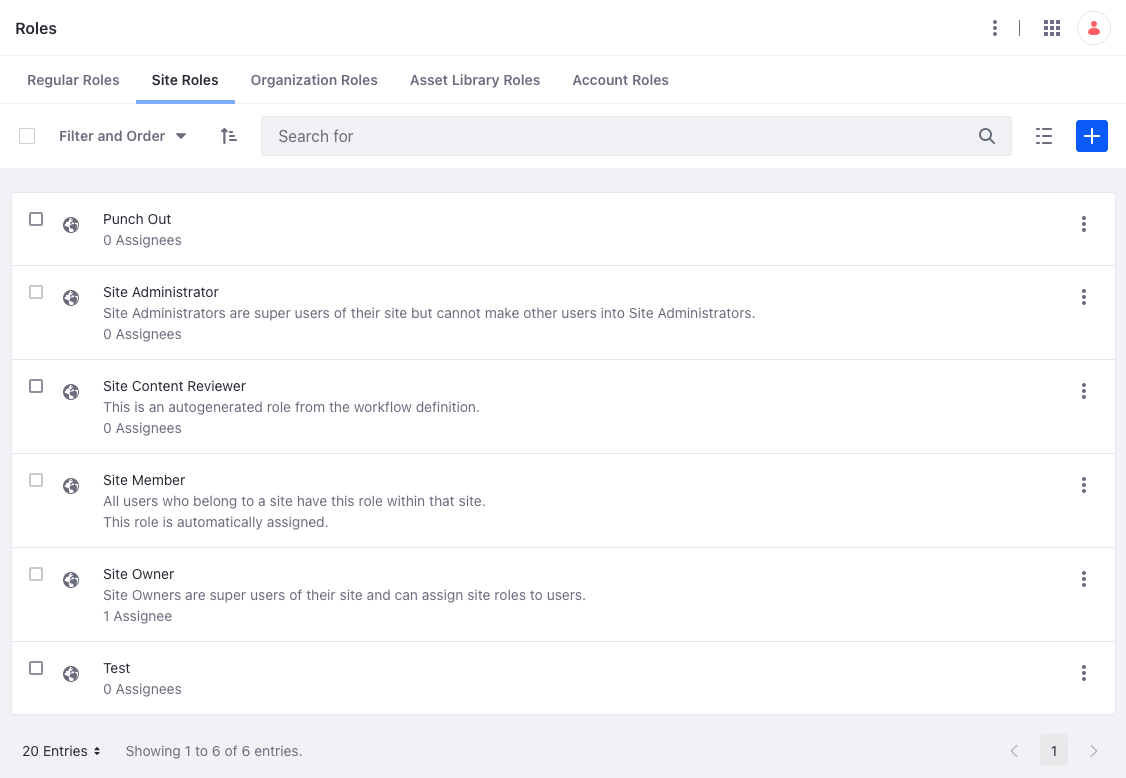 Roles
Regular Roles
Site Roles
Organization Roles
Asset Library Roles
Account Roles
Filter and Order
Search for
Punch Out
0 Assignees
Site Administrator
Site Administrators are super users of their site but cannot make other users into Site Administrators.
0 Assignees
Site Content Reviewer
This is an autogenerated role from the workflow definition.
0 Assignees
Site Member
All users who belong to a site have this role within that site.
This role is automatically assigned.
Site Owner
Site Owners are super users of their site and can assign site roles to users.
1 Assignee
Test
0 Assignees
20 Entries
Showing 1 to 6 of 6 entries.
1